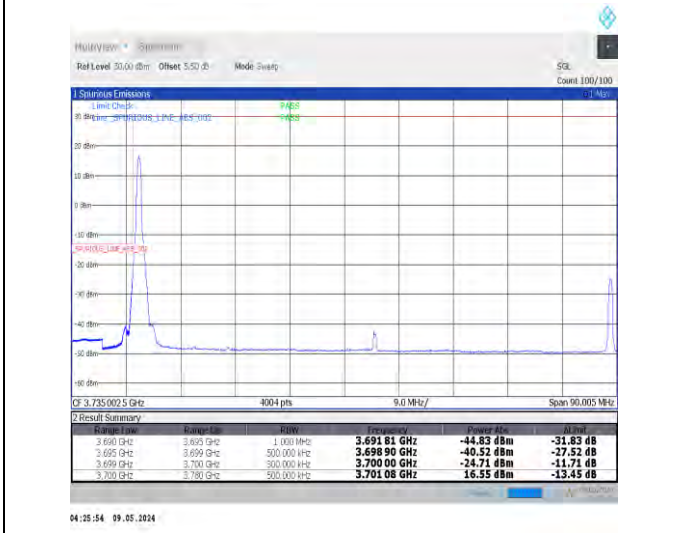 MultiView Spectrum
Ref Level 30.00 dBm Offset 5.50 dB Mode Sweep SGL
Count 100/100
1 Spurious Emissions 1 Max
Limit Check PASS
30 dBm Line _SPURIOUS_LINE_ABS_002 PASS
20 dBm
10 dBm
0 dBm
-10 dBm
_SPURIOUS_LINE_ABS_002
-20 dBm
-30 dBm
-40 dBm
-50 dBm
-60 dBm
CF 3.735 002 5 GHz 4004 pts 9.0 MHz/ Span 90.005 MHz
2 Result Summary
Range Low Range Up RBW Frequency Power Abs ΔLimit
3.690 GHz 3.695 GHz 1.000 MHz 3.691 81 GHz -44.83 dBm -31.83 dB
3.695 GHz 3.699 GHz 500.000 kHz 3.698 90 GHz -40.52 dBm -27.52 dB
3.699 GHz 3.700 GHz 300.000 kHz 3.700 00 GHz -24.71 dBm -11.71 dB
3.700 GHz 3.780 GHz 500.000 kHz 3.701 08 GHz 16.55 dBm -13.45 dB
04:25:54 09.05.2024